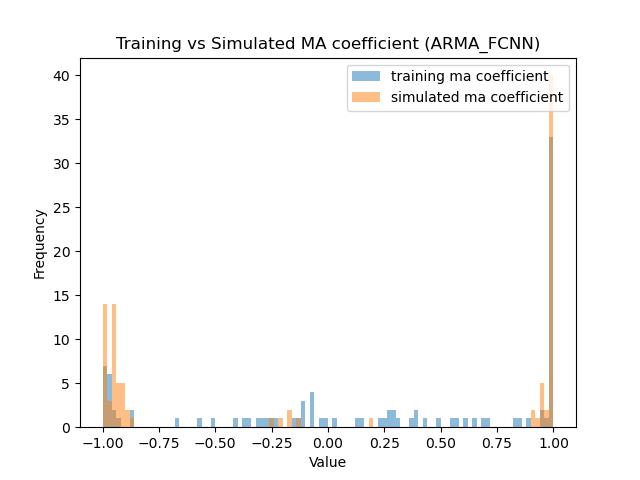 Training vs Simulated MA coefficient (ARMA_FCNN)
training ma coefficient
simulated ma coefficient
Frequency
40
35
30
25
20
15
10
5
0
−1.00 −0.75 −0.50 −0.25 0.00 0.25 0.50 0.75 1.00
Value